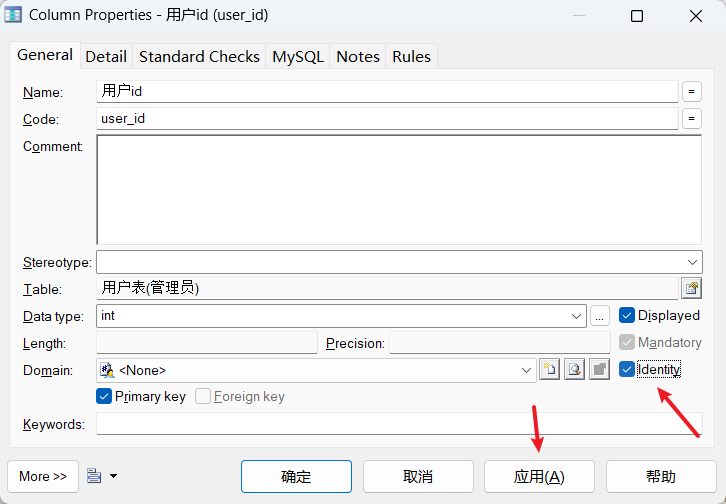 Column Properties - 用户id (user_id)
General Detail Standard Checks MySQL Notes Rules
Name: 用户id =
Code: user_id =
Comment:
Stereotype:
Table: 用户表(管理员)
Data type: int ... Displayed
Length: Precision: Mandatory
Domain: <None> Identity
Primary key Foreign key
Keywords:
More >> 确定 取消 应用(A) 帮助